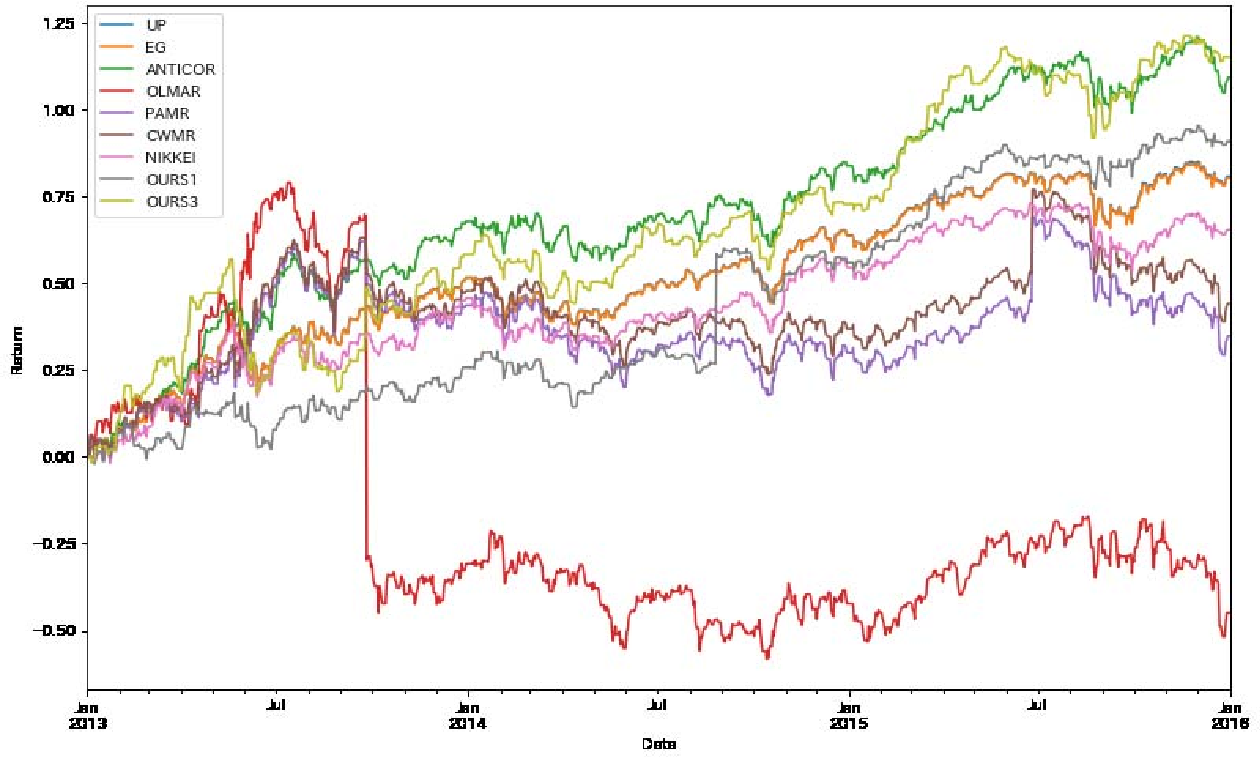 1.25
1.00
0.75
0.50
0.25
0.00
−0.25
−0.50
Return
UP
EG
ANTICOR
OLMAR
PAMR
CWMR
NIKKEI
OURS1
OURS3
Jan
2013
Jul
Jan
2014
Jul
Jan
2015
Jul
Jan
2016
Date